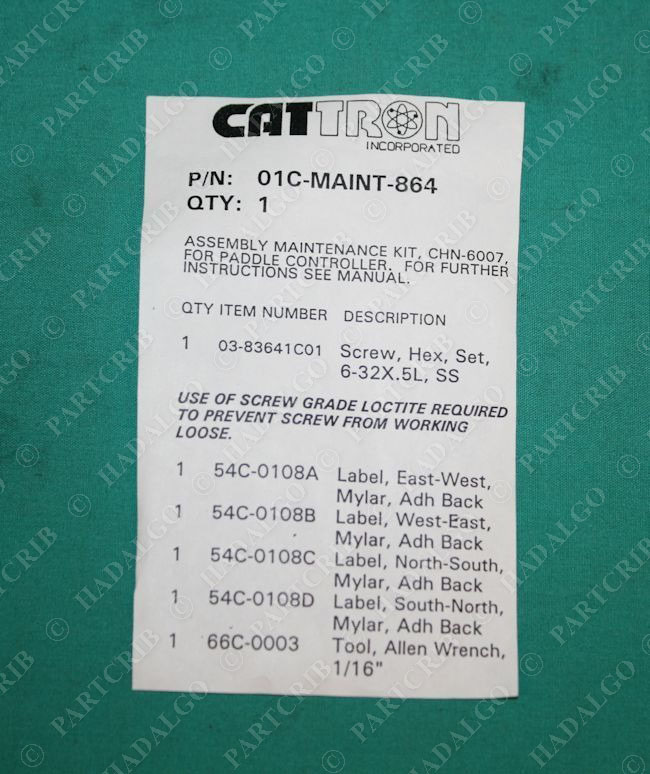 CATTRON
INCORPORATED
P/N: 01C-MAINT-864
QTY: 1
ASSEMBLY MAINTENANCE KIT, CHN-6007,
FOR PADDLE CONTROLLER. FOR FURTHER
INSTRUCTIONS SEE MANUAL.
QTY ITEM NUMBER DESCRIPTION
1 03-83641C01 Screw, Hex, Set,
6-32X.5L, SS
USE OF SCREW GRADE LOCTITE REQUIRED
TO PREVENT SCREW FROM WORKING
LOOSE.
1 54C-0108A Label, East-West,
Mylar, Adh Back
1 54C-0108B Label, West-East,
Mylar, Adh Back
1 54C-0108C Label, North-South,
Mylar, Adh Back
1 54C-0108D Label, South-North,
Mylar, Adh Back
1 66C-0003 Tool, Allen Wrench,
1/16"
© PARTCRIB © HADALGO